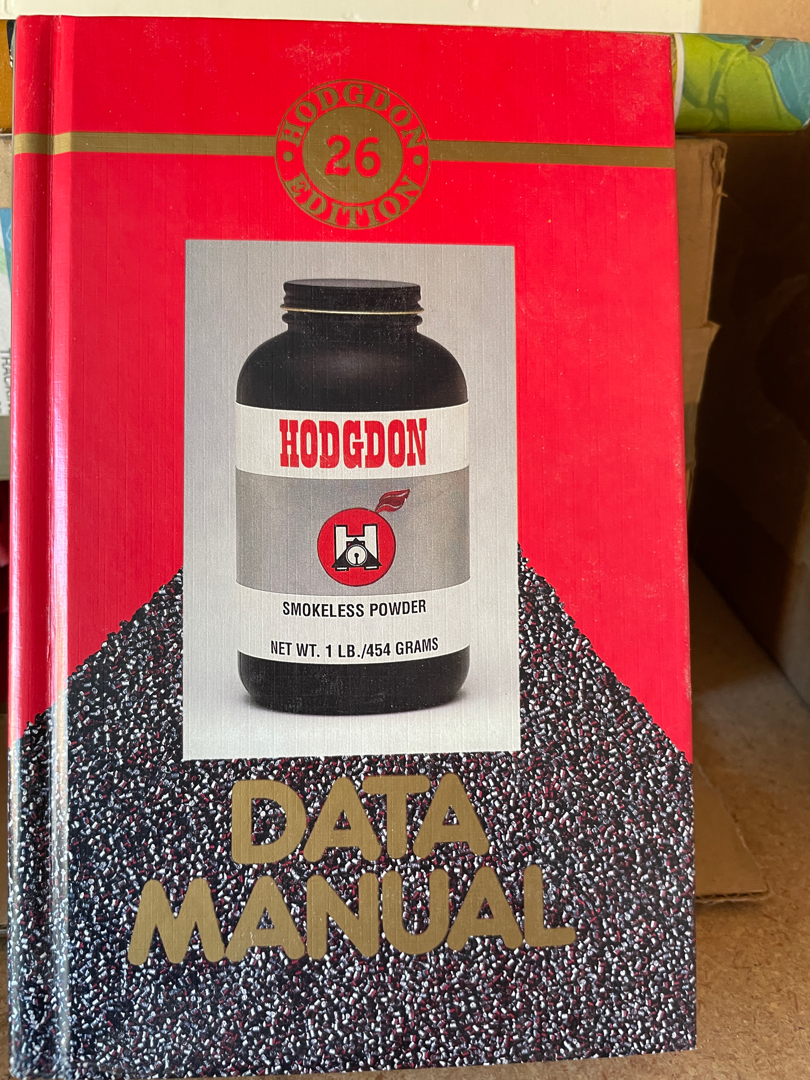 HODGDON
26
EDITION
HODGDON
H
SMOKELESS POWDER
NET WT. 1 LB./454 GRAMS
DATA
MANUAL